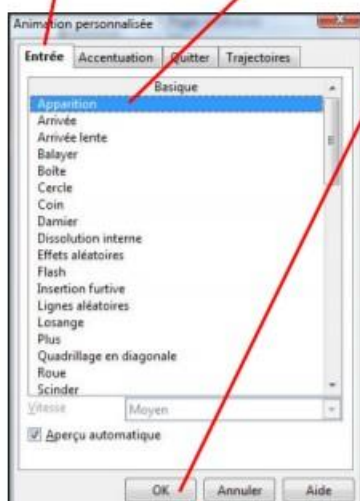 Animation personnalisée
Entrée Accentuation Quitter Trajectoires
Basique
Apparition
Arrivée
Arrivée lente
Balayer
Boîte
Cercle
Coin
Damier
Dissolution interne
Effets aléatoires
Flash
Insertion furtive
Lignes aléatoires
Losange
Plus
Quadrillage en diagonale
Roue
Scinder
Vitesse Moyen
Aperçu automatique
OK Annuler Aide